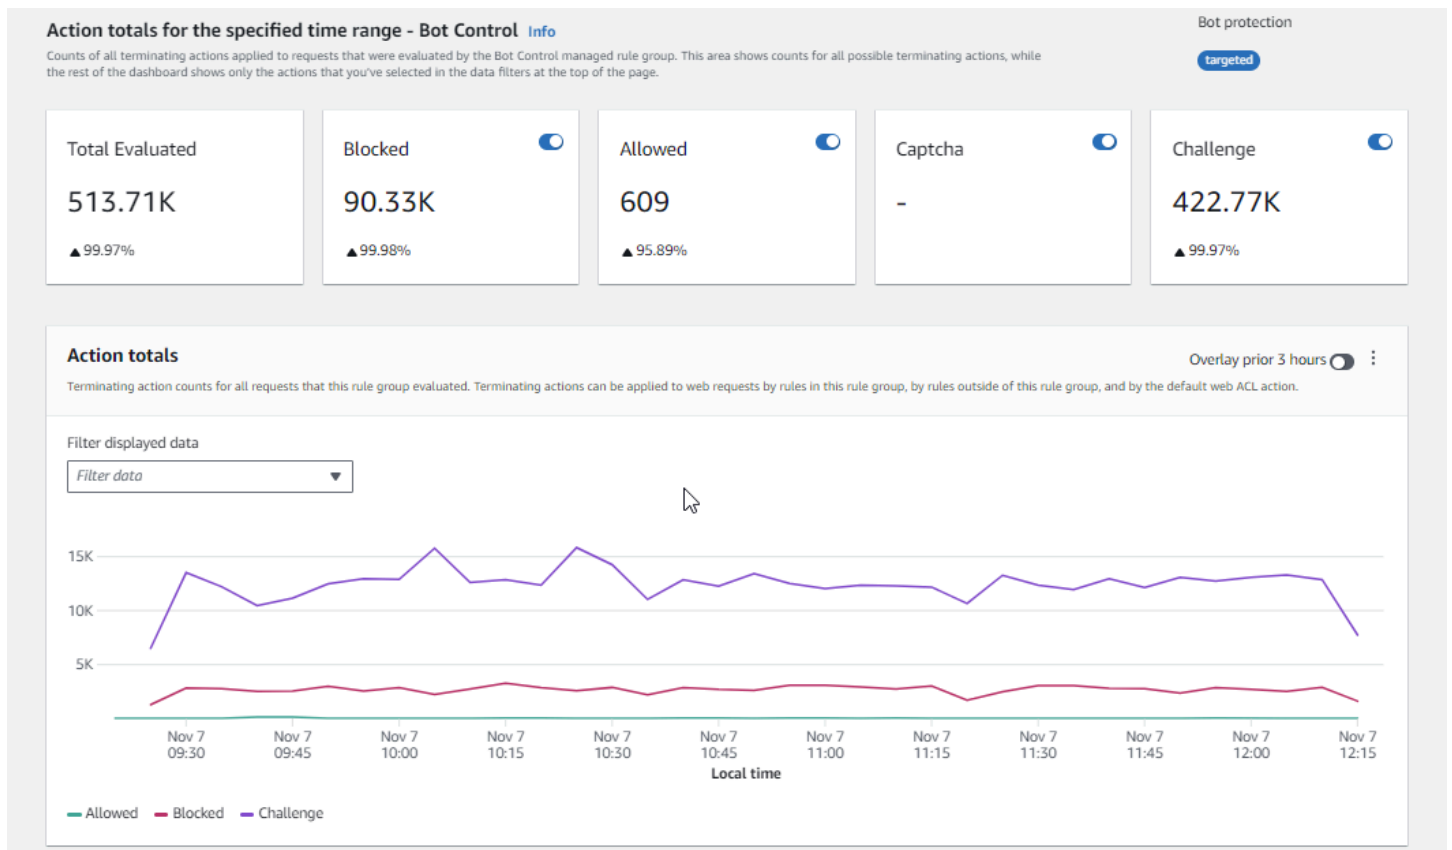 Action totals for the specified time range - Bot Control Info
Counts of all terminating actions applied to requests that were evaluated by the Bot Control managed rule group. This area shows counts for all possible terminating actions, while
the rest of the dashboard shows only the actions that you've selected in the data filters at the top of the page.
Bot protection
targeted
Total Evaluated
513.71K
▲99.97%
Blocked
90.33K
▲99.98%
Allowed
609
▲95.89%
Captcha
-
Challenge
422.77K
▲99.97%
Action totals
Overlay prior 3 hours
Terminating action counts for all requests that this rule group evaluated. Terminating actions can be applied to web requests by rules in this rule group, by rules outside of this rule group, and by the default web ACL action.
Filter displayed data
Filter data
15K
10K
5K
Nov 7 Nov 7 Nov 7 Nov 7 Nov 7 Nov 7 Nov 7 Nov 7 Nov 7 Nov 7 Nov 7 Nov 7
09:30 09:45 10:00 10:15 10:30 10:45 11:00 11:15 11:30 11:45 12:00 12:15
Local time
Allowed Blocked Challenge